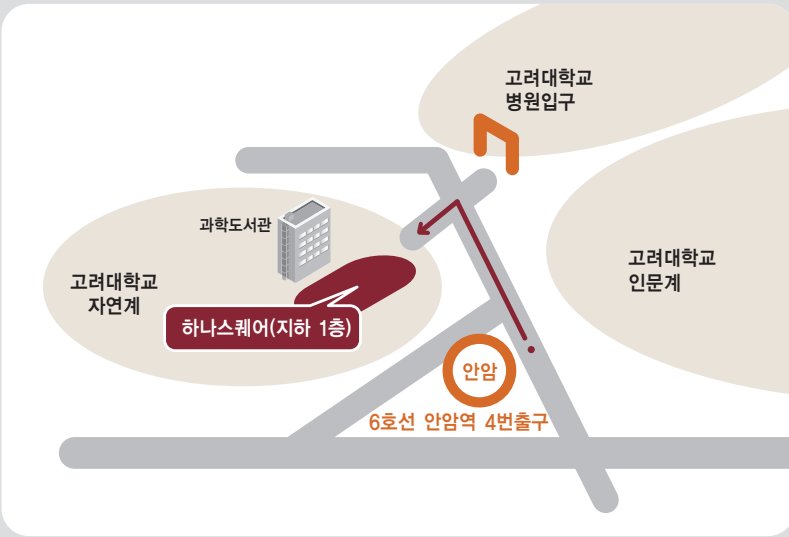 고려대학교
병원입구
과학도서관
고려대학교
자연계
고려대학교
인문계
하나스퀘어(지하 1층)
안암
6호선 안암역 4번출구